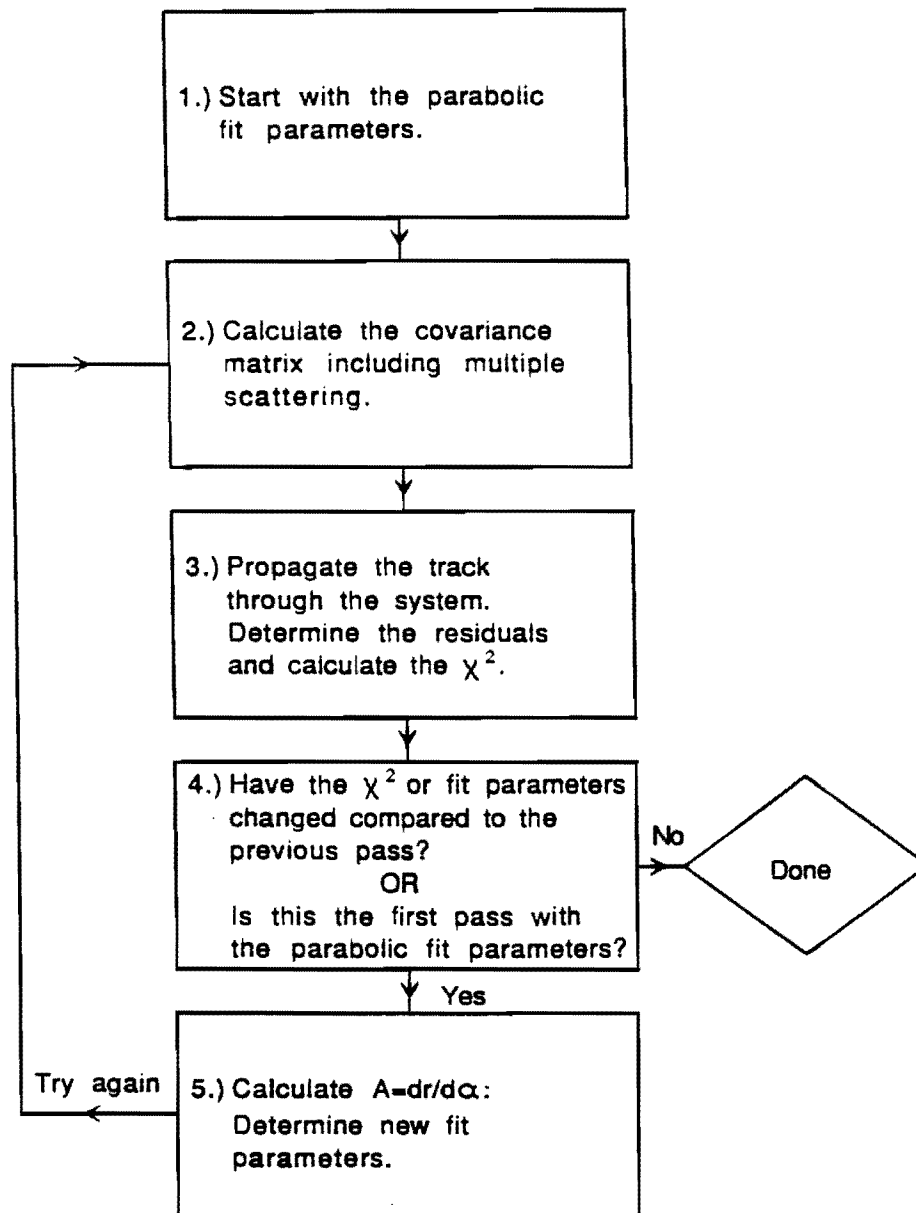 1.) Start with the parabolic
fit parameters.
2.) Calculate the covariance
matrix including multiple
scattering.
3.) Propagate the track
through the system.
Determine the residuals
and calculate the χ².
4.) Have the χ² or fit parameters
changed compared to the
previous pass?
OR
Is this the first pass with
the parabolic fit parameters?
No
Done
Yes
Try again
5.) Calculate A=dr/dα:
Determine new fit
parameters.